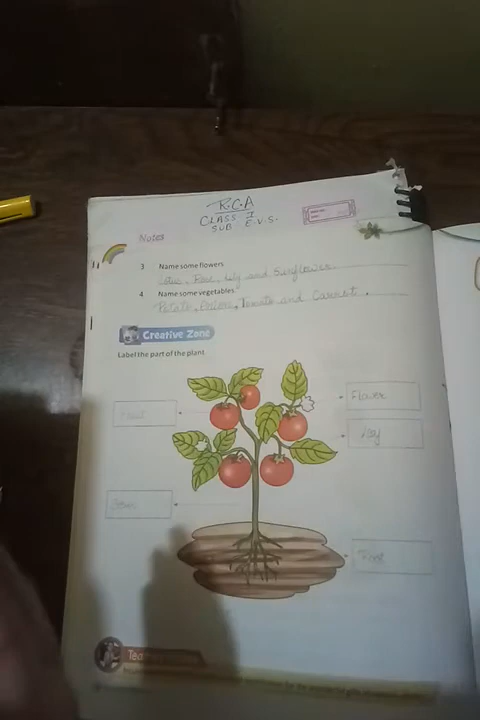 R.C.A
CLASS I
SUB E.V.S.
Notes
3 Name some flowers
Rose, Lily and Sunflower
4 Name some vegetables.
Potato, Onion, Tomato and Carrot.
Creative Zone
Label the part of the plant
Flower
Fruit
Leaf
Stem
Root